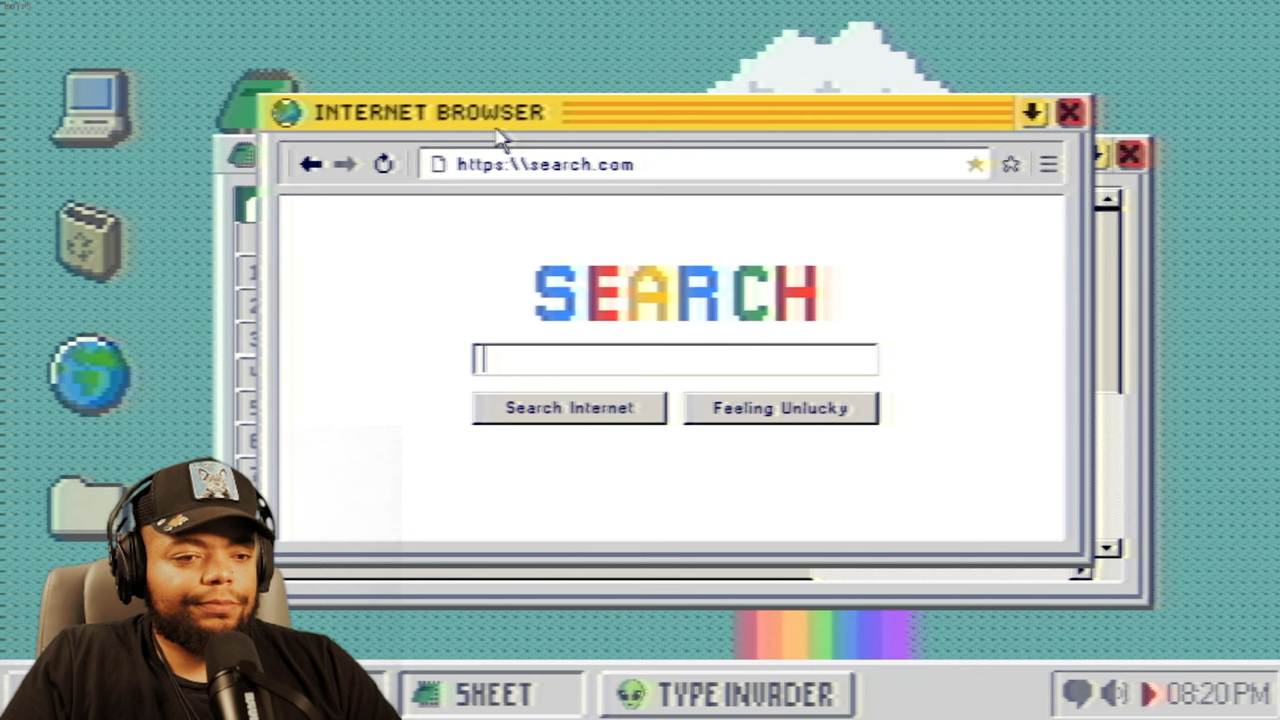 INTERNET BROWSER
https:\\search.com
SEARCH
Search Internet
Feeling Unlucky
SHEET
TYPE INVADER
08:20 PM